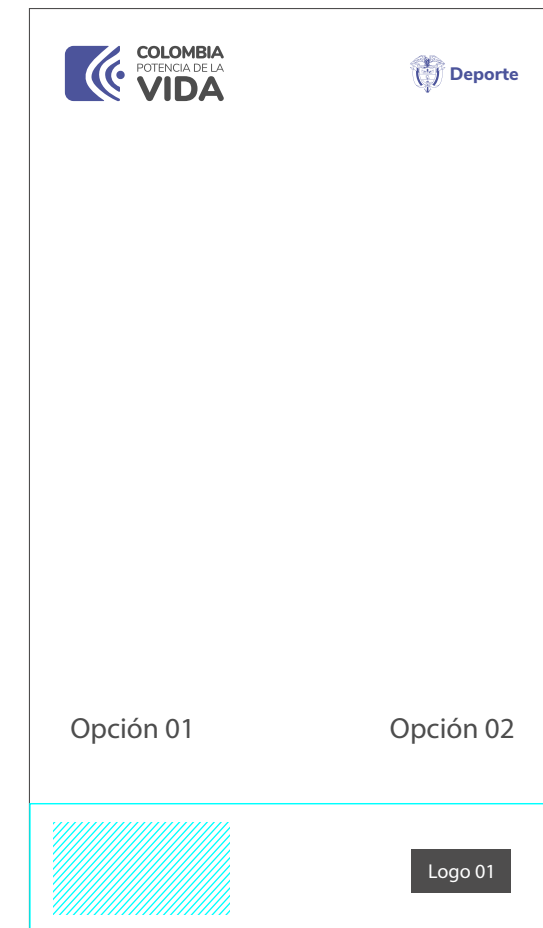 COLOMBIA
POTENCIA DE LA
VIDA
Deporte
Opción 01
Opción 02
Logo 01